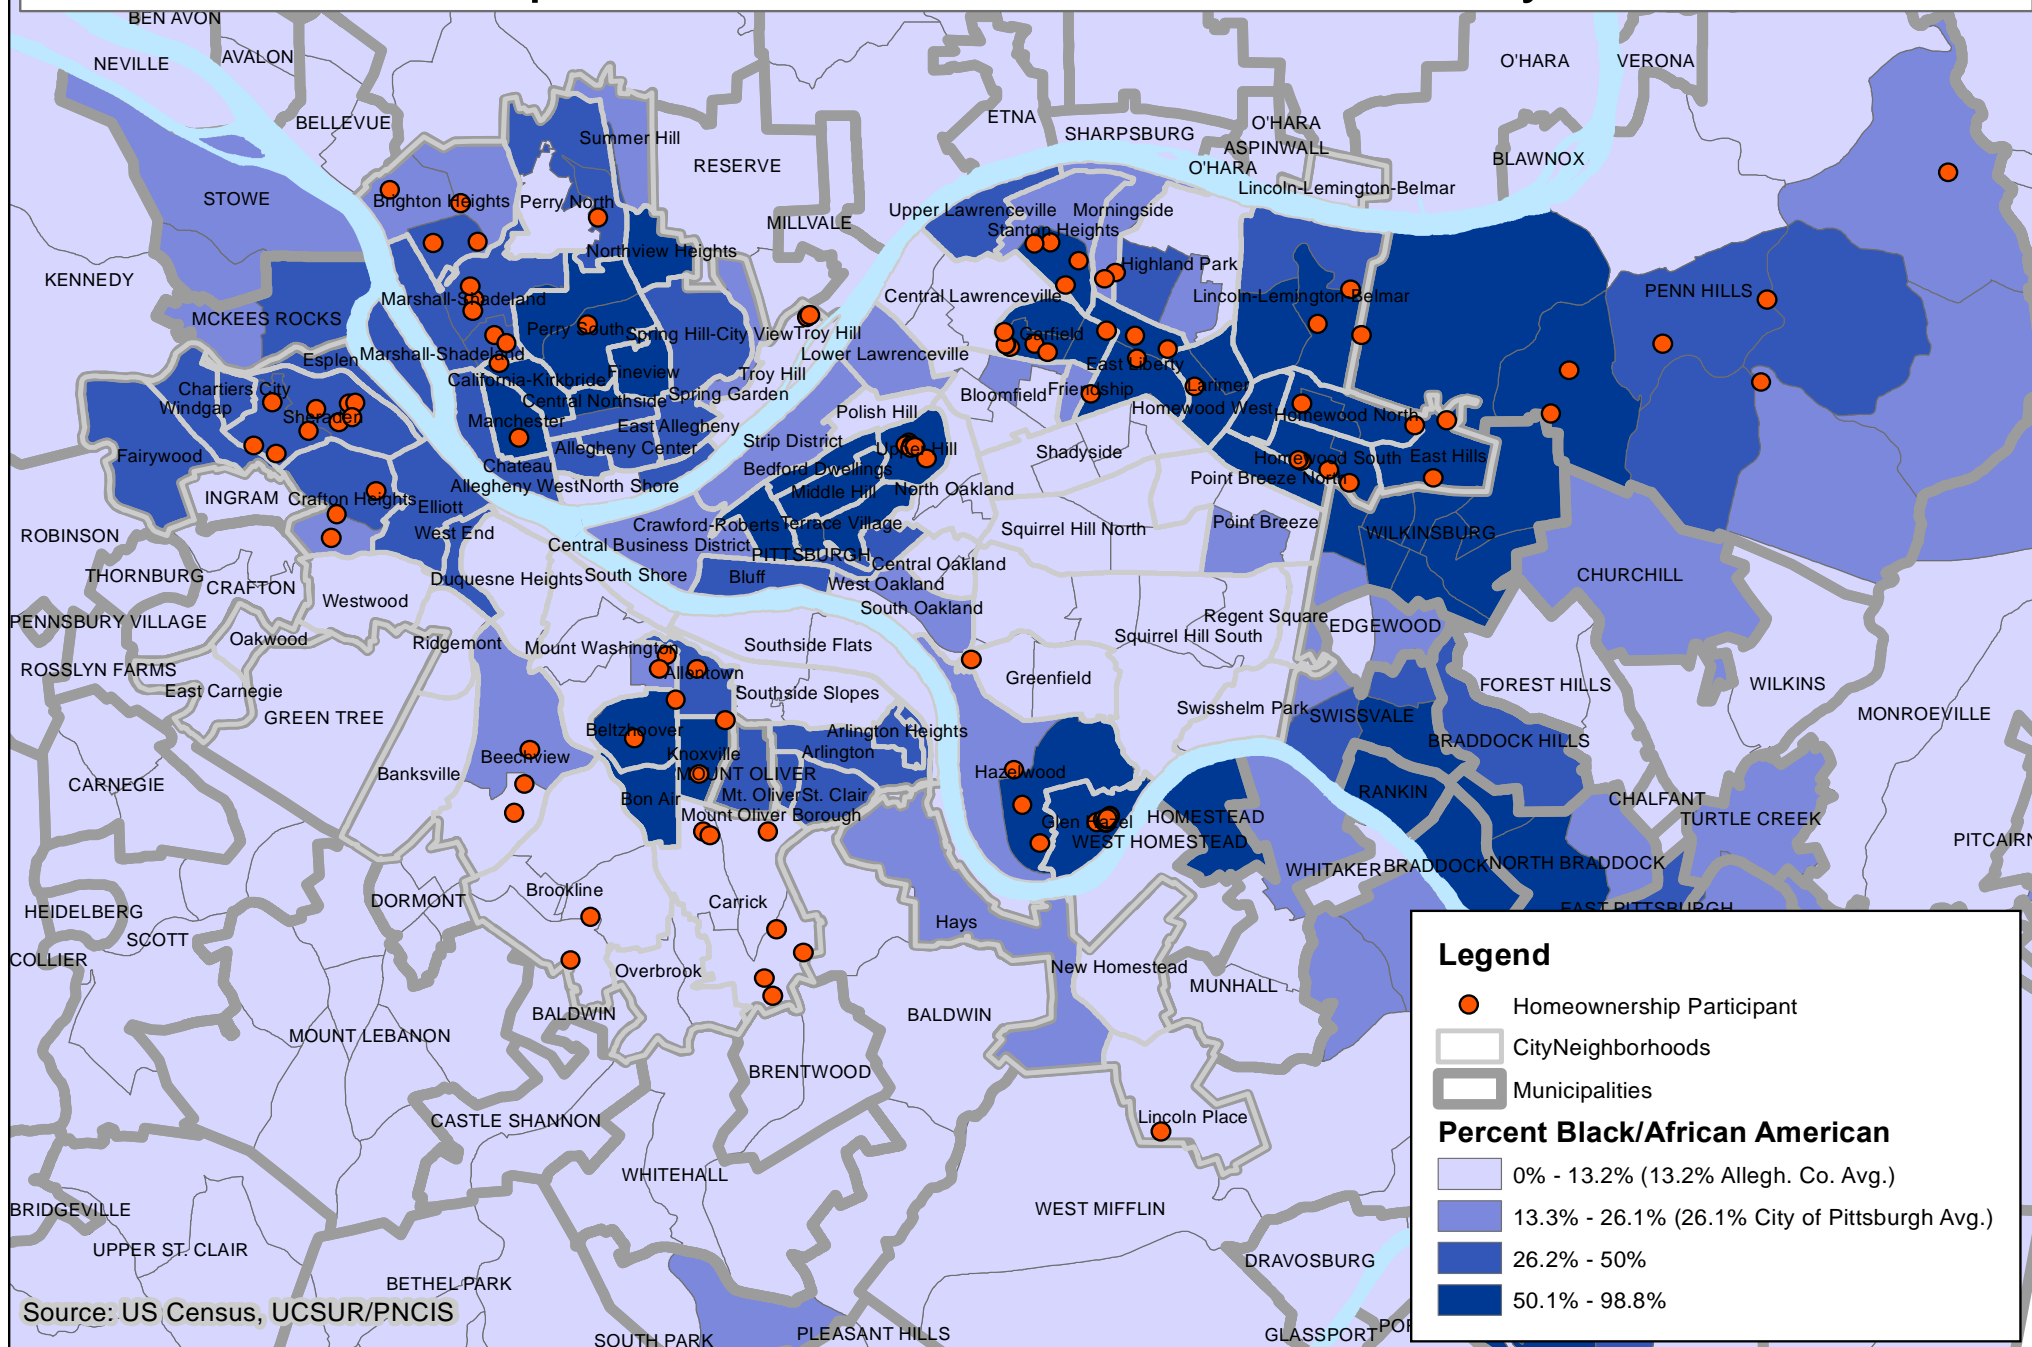 BEN AVON
AVALON
NEVILLE
O'HARA
VERONA
BELLEVUE
ETNA
SHARPSBURG
O'HARA
ASPINWALL
O'HARA
BLAWNOX
Summer Hill
RESERVE
STOWE
Brighton Heights
Perry North
Lincoln-Lemington-Belmar
MILLVALE
Upper Lawrenceville
Morningside
Stanton Heights
Northview Heights
KENNEDY
Highland Park
Marshall-Shadeland
Central Lawrenceville
Lincoln-Lemington-Belmar
PENN HILLS
MCKEES ROCKS
Perry South
Spring Hill-City View
Troy Hill
Garfield
Esplen
Marshall-Shadeland
Lower Lawrenceville
East Liberty
Chartiers City
California-Kirkbride
Fineview
Troy Hill
Windgap
Central Northside
Spring Garden
Bloomfield
Friendship
Larimer
Sheraden
Manchester
East Allegheny
Polish Hill
Homewood West
Homewood North
Fairywood
Allegheny Center
Strip District
Upper Hill
Shadyside
Homewood South
East Hills
Chateau
Bedford Dwellings
Point Breeze North
INGRAM
Crafton Heights
Allegheny West
North Shore
Middle Hill
North Oakland
Elliott
West End
Crawford-Roberts
Terrace Village
Squirrel Hill North
Point Breeze
WILKINSBURG
ROBINSON
Central Business District
PITTSBURGH
THORNBURG
CRAFTON
Duquesne Heights
South Shore
Bluff
Central Oakland
West Oakland
CHURCHILL
Westwood
South Oakland
Regent Square
EDGEWOOD
PENNSBURY VILLAGE
Oakwood
Ridgemont
Mount Washington
Southside Flats
Squirrel Hill South
ROSSLYN FARMS
East Carnegie
Allentown
Southside Slopes
Greenfield
FOREST HILLS
WILKINS
GREEN TREE
Swisshelm Park
SWISSVALE
MONROEVILLE
Beltzhoover
Arlington Heights
BRADDOCK HILLS
Beechview
Knoxville
Arlington
CARNEGIE
Banksville
MOUNT OLIVER
Hazelwood
Bon Air
Mt. Oliver
St. Clair
RANKIN
CHALFANT
Mount Oliver Borough
Glen Hazel
HOMESTEAD
TURTLE CREEK
WEST HOMESTEAD
PITCAIRN
WHITAKER
BRADDOCK
NORTH BRADDOCK
DORMONT
Brookline
Carrick
HEIDELBERG
EAST PITTSBURGH
SCOTT
Hays
COLLIER
Overbrook
New Homestead
MUNHALL
BALDWIN
BALDWIN
MOUNT LEBANON
BRENTWOOD
CASTLE SHANNON
Lincoln Place
WHITEHALL
WEST MIFFLIN
BRIDGEVILLE
UPPER ST. CLAIR
DRAVOSBURG
BETHEL PARK
SOUTH PARK
PLEASANT HILLS
GLASSPORT
Source: US Census, UCSUR/PNCIS
Legend
Homeownership Participant
CityNeighborhoods
Municipalities
Percent Black/African American
0% - 13.2% (13.2% Allegh. Co. Avg.)
13.3% - 26.1% (26.1% City of Pittsburgh Avg.)
26.2% - 50%
50.1% - 98.8%